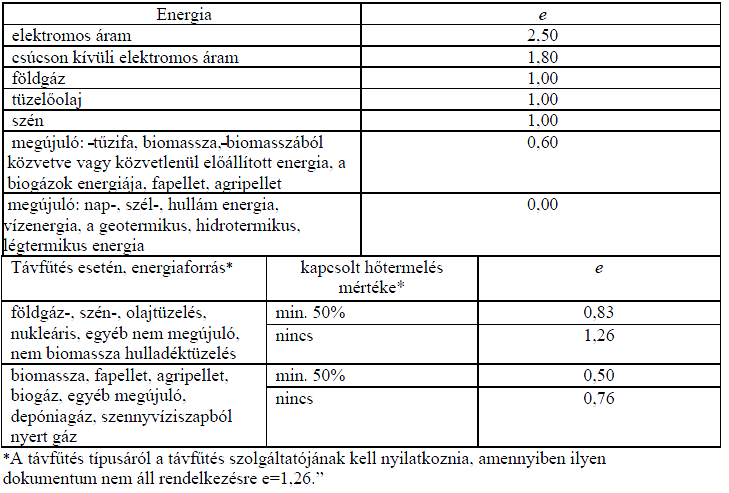 Energia e
elektromos áram 2,50
csúcson kívüli elektromos áram 1,80
földgáz 1,00
tüzelőolaj 1,00
szén 1,00
megújuló: -tűzifa, biomassza,-biomasszából 0,60
közvetve vagy közvetlenül előállított energia, a
biogázok energiája, fapellet, agripellet
megújuló: nap-, szél-, hullám energia, 0,00
vízenergia, a geotermikus, hidrotermikus,
légtermikus energia
Távfűtés esetén, energiaforrás* kapcsolt hőtermelés e
mértéke*
földgáz-, szén-, olajtüzelés, min. 50% 0,83
nukleáris, egyéb nem megújuló, nincs 1,26
nem biomassza hulladéktüzelés
biomassza, fapellet, agripellet, min. 50% 0,50
biogáz, egyéb megújuló, nincs 0,76
depóniagáz, szennyvíziszapból
nyert gáz
*A távfűtés típusáról a távfűtés szolgáltatójának kell nyilatkoznia, amennyiben ilyen
dokumentum nem áll rendelkezésre e=1,26.”